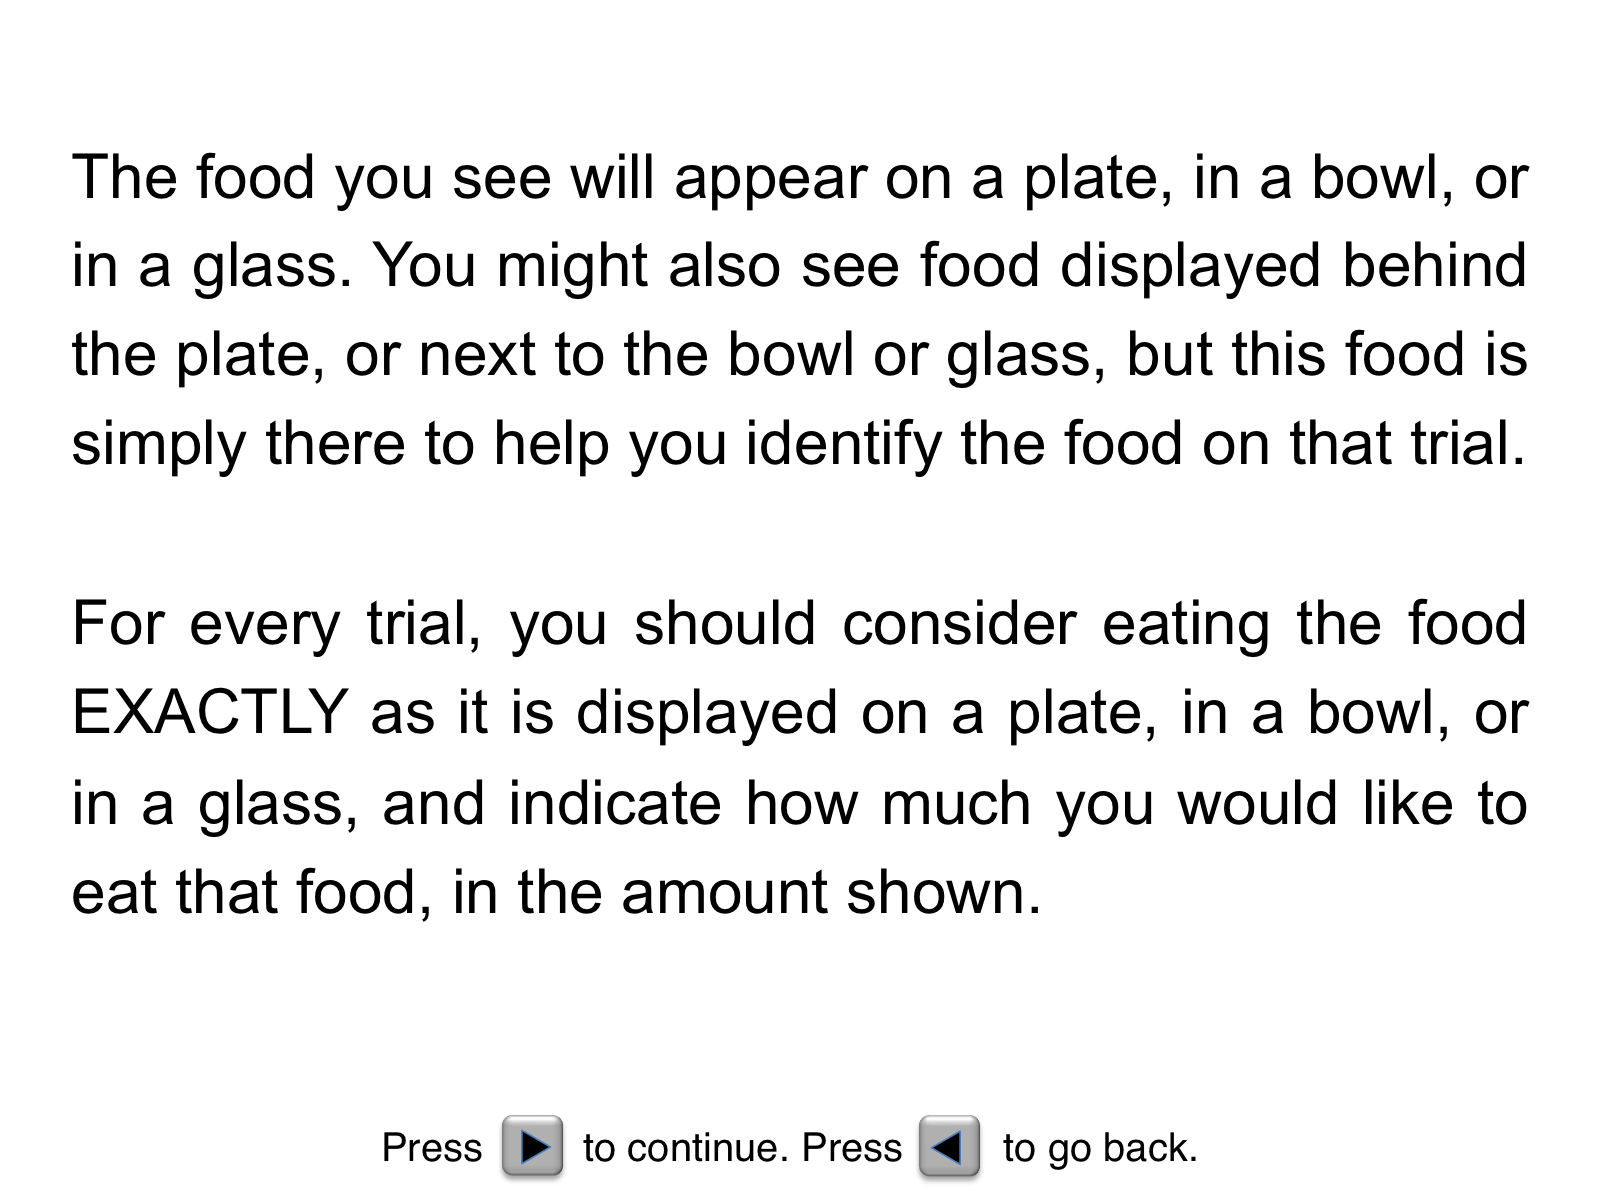 The food you see will appear on a plate, in a bowl, or
in a glass. You might also see food displayed behind
the plate, or next to the bowl or glass, but this food is
simply there to help you identify the food on that trial.
For every trial, you should consider eating the food
EXACTLY as it is displayed on a plate, in a bowl, or
in a glass, and indicate how much you would like to
eat that food, in the amount shown.
Press to continue. Press to go back.